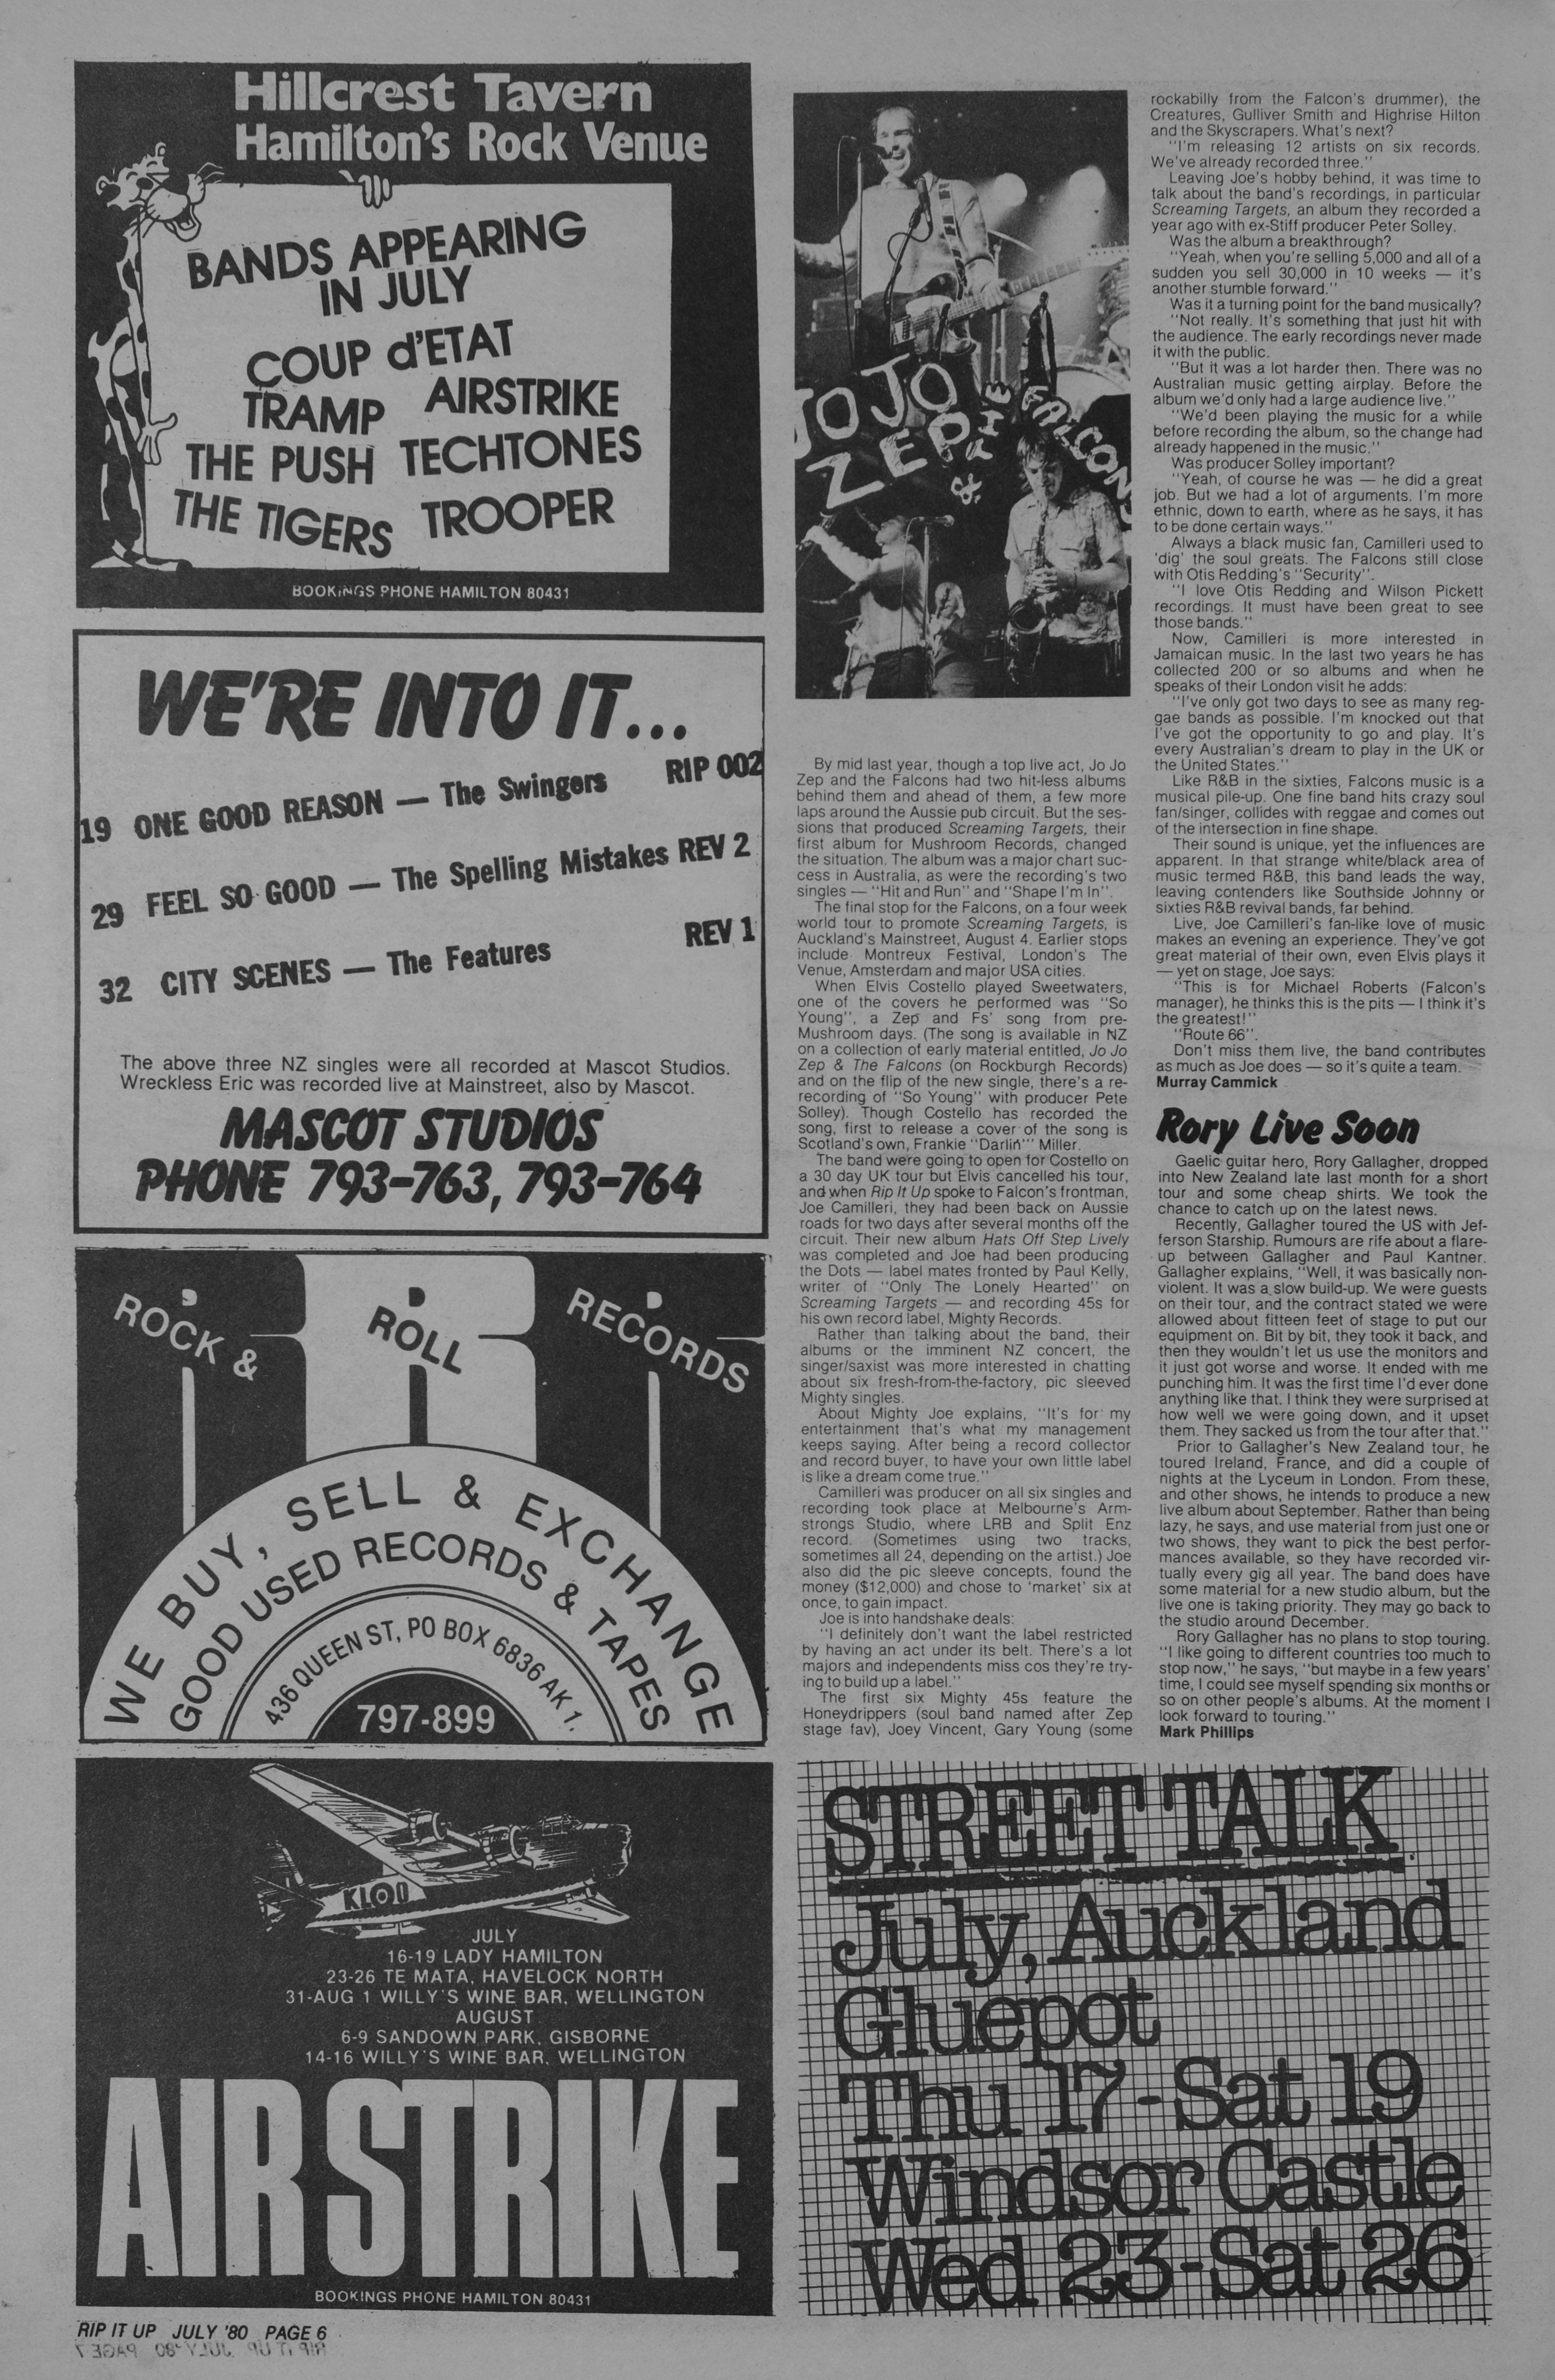 Hillcrest Tavern
Hamilton's Rock Venue
BANDS APPEARING
IN JULY
COUP d'ETAT
TRAMP AIRSTRIKE
THE PUSH TECHTONES
THE TIGERS TROOPER
BOOKINGS PHONE HAMILTON 80431
WE'RE INTO IT...
19 ONE GOOD REASON — The Swingers RIP 002
29 FEEL SO GOOD — The Spelling Mistakes REV 2
32 CITY SCENES — The Features REV 1
The above three NZ singles were all recorded at Mascot Studios.
Wreckless Eric was recorded live at Mainstreet, also by Mascot.
MASCOT STUDIOS
PHONE 793-763, 793-764
ROCK & ROLL RECORDS
WE BUY, SELL & EXCHANGE
GOOD USED RECORDS & TAPES
436 QUEEN ST, PO BOX 6836 AK 1.
797-899
KLOD
JULY
16-19 LADY HAMILTON
23-26 TE MATA, HAVELOCK NORTH
31-AUG 1 WILLY'S WINE BAR, WELLINGTON
AUGUST
6-9 SANDOWN PARK, GISBORNE
14-16 WILLY'S WINE BAR, WELLINGTON
AIRSTRIKE
BOOKINGS PHONE HAMILTON 80431
JO JO
ZEP &
THE FALCONS
By mid last year, though a top live act, Jo Jo
Zep and the Falcons had two hit-less albums
behind them and ahead of them, a few more
laps around the Aussie pub circuit. But the ses-
sions that produced Screaming Targets, their
first album for Mushroom Records, changed
the situation. The album was a major chart suc-
cess in Australia, as were the recording's two
singles — "Hit and Run" and "Shape I'm In".
The final stop for the Falcons, on a four week
world tour to promote Screaming Targets, is
Auckland's Mainstreet, August 4. Earlier stops
include Montreux Festival, London's The
Venue, Amsterdam and major USA cities.
When Elvis Costello played Sweetwaters,
one of the covers he performed was "So
Young", a Zep and Fs' song from pre-
Mushroom days. (The song is available in NZ
on a collection of early material entitled, Jo Jo
Zep & The Falcons (on Rockburgh Records)
and on the flip of the new single, there's a re-
recording of "So Young" with producer Pete
Solley). Though Costello has recorded the
song, first to release a cover of the song is
Scotland's own, Frankie "Darlin'" Miller.
The band were going to open for Costello on
a 30 day UK tour but Elvis cancelled his tour,
and when Rip It Up spoke to Falcon's frontman,
Joe Camilleri, they had been back on Aussie
roads for two days after several months off the
circuit. Their new album Hats Off Step Lively
was completed and Joe had been producing
the Dots — label mates fronted by Paul Kelly,
writer of "Only The Lonely Hearted" on
Screaming Targets — and recording 45s for
his own record label, Mighty Records.
Rather than talking about the band, their
albums or the imminent NZ concert, the
singer/saxist was more interested in chatting
about six fresh-from-the-factory, pic sleeved
Mighty singles.
About Mighty Joe explains, "It's for my
entertainment that's what my management
keeps saying. After being a record collector
and record buyer, to have your own little label
is like a dream come true."
Camilleri was producer on all six singles and
recording took place at Melbourne's Arm-
strongs Studio, where LRB and Split Enz
record. (Sometimes using two tracks,
sometimes all 24, depending on the artist.) Joe
also did the pic sleeve concepts, found the
money ($12,000) and chose to 'market' six at
once, to gain impact.
Joe is into handshake deals:
"I definitely don't want the label restricted
by having an act under its belt. There's a lot
majors and independents miss cos they're try-
ing to build up a label."
The first six Mighty 45s feature the
Honeydrippers (soul band named after Zep
stage fav), Joey Vincent, Gary Young (some
rockabilly from the Falcon's drummer), the
Creatures, Gulliver Smith and Highrise Hilton
and the Skyscrapers. What's next?
"I'm releasing 12 artists on six records.
We've already recorded three."
Leaving Joe's hobby behind, it was time to
talk about the band's recordings, in particular
Screaming Targets, an album they recorded a
year ago with ex-Stiff producer Peter Solley.
Was the album a breakthrough?
"Yeah, when you're selling 5,000 and all of a
sudden you sell 30,000 in 10 weeks — it's
another stumble forward."
Was it a turning point for the band musically?
"Not really. It's something that just hit with
the audience. The early recordings never made
it with the public.
"But it was a lot harder then. There was no
Australian music getting airplay. Before the
album we'd only had a large audience live."
"We'd been playing the music for a while
before recording the album, so the change had
already happened in the music."
Was producer Solley important?
"Yeah, of course he was — he did a great
job. But we had a lot of arguments. I'm more
ethnic, down to earth, where as he says, it has
to be done certain ways."
Always a black music fan, Camilleri used to
'dig' the soul greats. The Falcons still close
with Otis Redding's "Security".
"I love Otis Redding and Wilson Pickett
recordings. It must have been great to see
those bands."
Now, Camilleri is more interested in
Jamaican music. In the last two years he has
collected 200 or so albums and when he
speaks of their London visit he adds:
"I've only got two days to see as many reg-
gae bands as possible. I'm knocked out that
I've got the opportunity to go and play. It's
every Australian's dream to play in the UK or
the United States."
Like R&B in the sixties, Falcons music is a
musical pile-up. One fine band hits crazy soul
fan/singer, collides with reggae and comes out
of the intersection in fine shape.
Their sound is unique, yet the influences are
apparent. In that strange white/black area of
music termed R&B, this band leads the way,
leaving contenders like Southside Johnny or
sixties R&B revival bands, far behind.
Live, Joe Camilleri's fan-like love of music
makes an evening an experience. They've got
great material of their own, even Elvis plays it
— yet on stage, Joe says:
"This is for Michael Roberts (Falcon's
manager), he thinks this is the pits — I think it's
the greatest!"
"Route 66".
Don't miss them live, the band contributes
as much as Joe does — so it's quite a team.
Murray Cammick
Rory Live Soon
Gaelic guitar hero, Rory Gallagher, dropped
into New Zealand late last month for a short
tour and some cheap shirts. We took the
chance to catch up on the latest news.
Recently, Gallagher toured the US with Jef-
ferson Starship. Rumours are rife about a flare-
up between Gallagher and Paul Kantner.
Gallagher explains, "Well, it was basically non-
violent. It was a slow build-up. We were guests
on their tour, and the contract stated we were
allowed about fifteen feet of stage to put our
equipment on. Bit by bit, they took it back, and
then they wouldn't let us use the monitors and
it just got worse and worse. It ended with me
punching him. It was the first time I'd ever done
anything like that. I think they were surprised at
how well we were going down, and it upset
them. They sacked us from the tour after that."
Prior to Gallagher's New Zealand tour, he
toured Ireland, France, and did a couple of
nights at the Lyceum in London. From these,
and other shows, he intends to produce a new
live album about September. Rather than being
lazy, he says, and use material from just one or
two shows, they want to pick the best perfor-
mances available, so they have recorded vir-
tually every gig all year. The band does have
some material for a new studio album, but the
live one is taking priority. They may go back to
the studio around December.
Rory Gallagher has no plans to stop touring.
"I like going to different countries too much to
stop now," he says, "but maybe in a few years'
time, I could see myself spending six months or
so on other people's albums. At the moment I
look forward to touring."
Mark Phillips
STREET TALK
July, Auckland
Gluepot
Thu 17-Sat 19
Windsor Castle
Wed 23-Sat 26
RIP IT UP JULY '80 PAGE 6
RIP IT UP JULY '80 PAGE 7